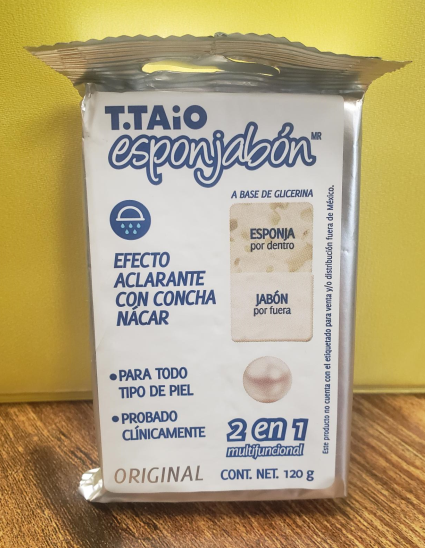 T.TAiO
esponjabón MR
A BASE DE GLICERINA
ESPONJA
por dentro
JABÓN
por fuera
EFECTO
ACLARANTE
CON CONCHA
NÁCAR
•PARA TODO
TIPO DE PIEL
•PROBADO
CLÍNICAMENTE
2 en 1
multifuncional
ORIGINAL
CONT. NET. 120 g
Este producto no cuenta con el etiquetado para venta y/o distribución fuera de México.